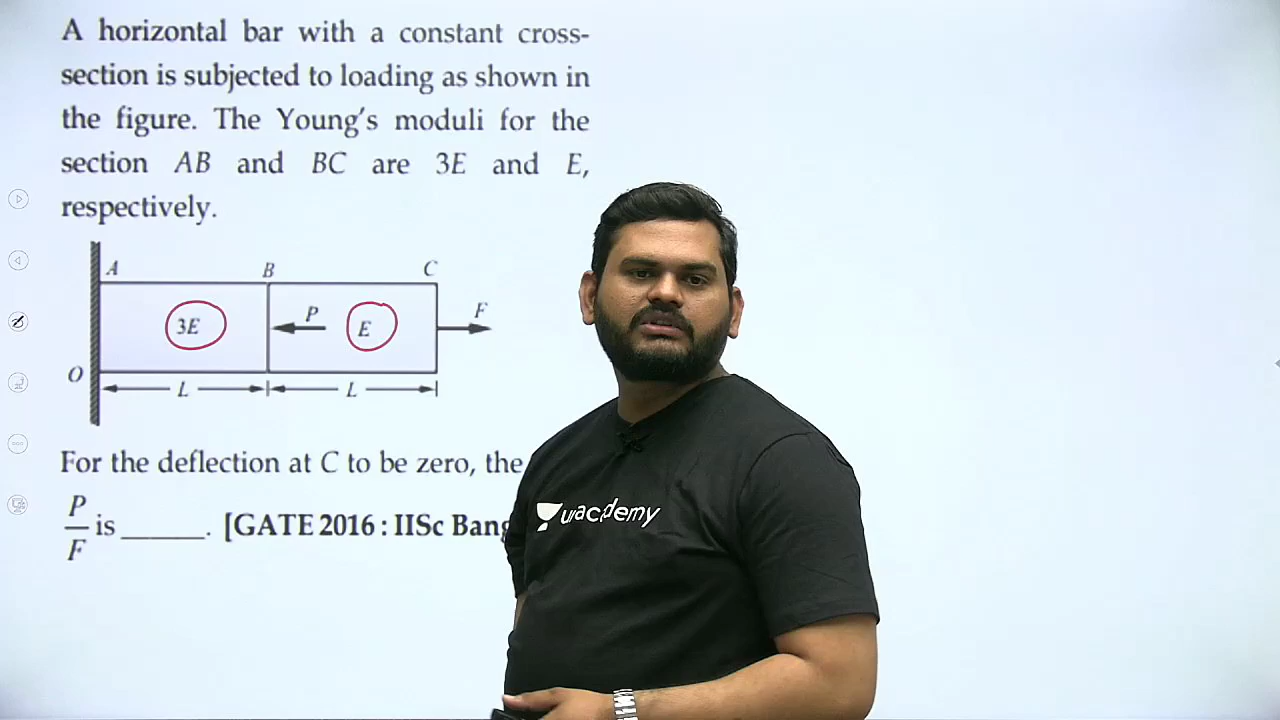 A horizontal bar with a constant cross-
section is subjected to loading as shown in
the figure. The Young's moduli for the
section AB and BC are 3E and E,
respectively.
A B C
3E P E F
O
L L
For the deflection at C to be zero, the
P/F is ______. [GATE 2016 : IISc Bang
unacademy